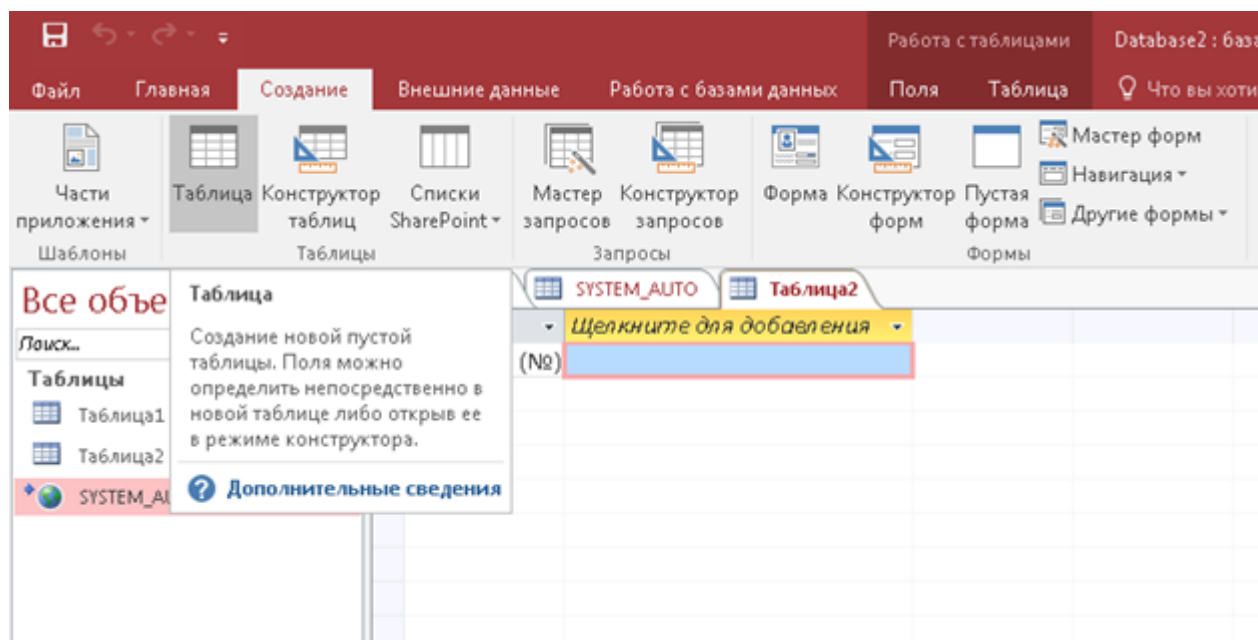 Работа с таблицами Database2 : база
Файл Главная Создание Внешние данные Работа с базами данных Поля Таблица Что вы хоти
Части приложения
Таблица
Конструктор таблиц
Списки SharePoint
Мастер запросов
Конструктор запросов
Форма
Конструктор форм
Пустая форма
Мастер форм
Навигация
Другие формы
Шаблоны Таблицы Запросы Формы
Все объе
Поиск...
Таблицы
Таблица1
Таблица2
SYSTEM_AU
Таблица
Создание новой пустой
таблицы. Поля можно
определить непосредственно в
новой таблице либо открыв ее
в режиме конструктора.
Дополнительные сведения
SYSTEM_AUTO Таблица2
Щелкните для добавления
(№)